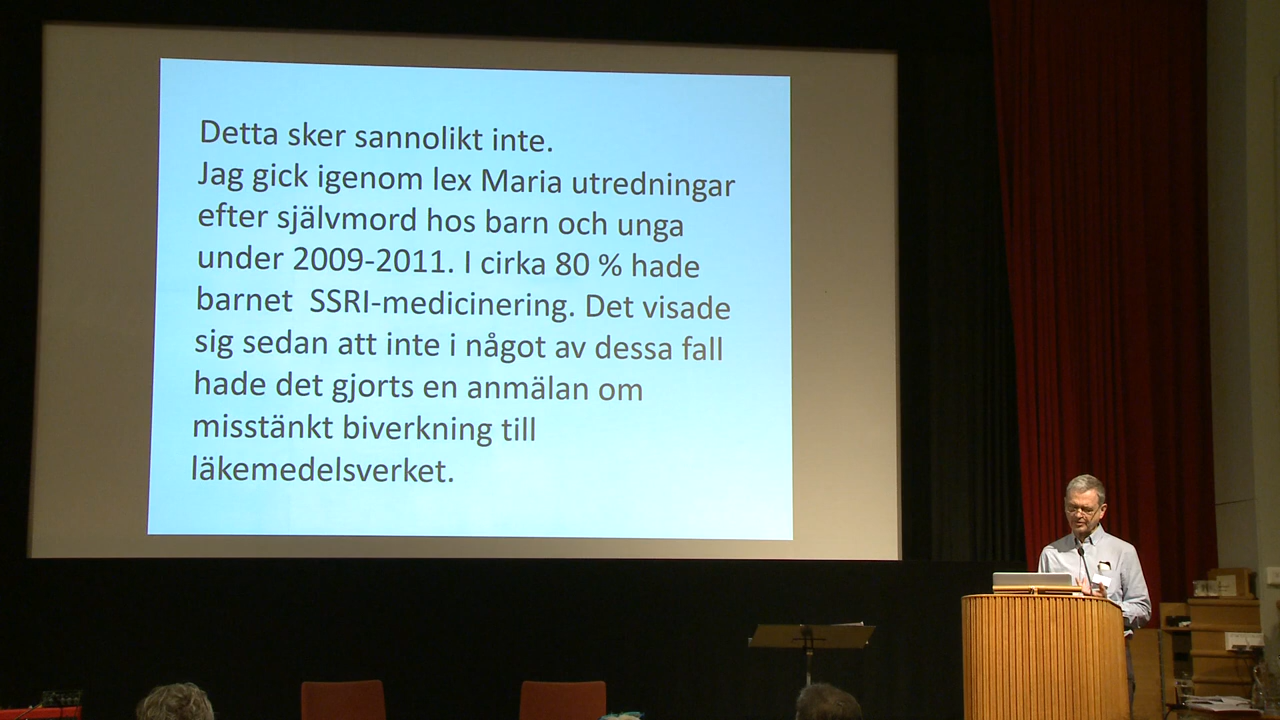 Detta sker sannolikt inte.
Jag gick igenom lex Maria utredningar
efter självmord hos barn och unga
under 2009-2011. I cirka 80 % hade
barnet  SSRI-medicinering. Det visade
sig sedan att inte i något av dessa fall
hade det gjorts en anmälan om
misstänkt biverkning till
läkemedelsverket.